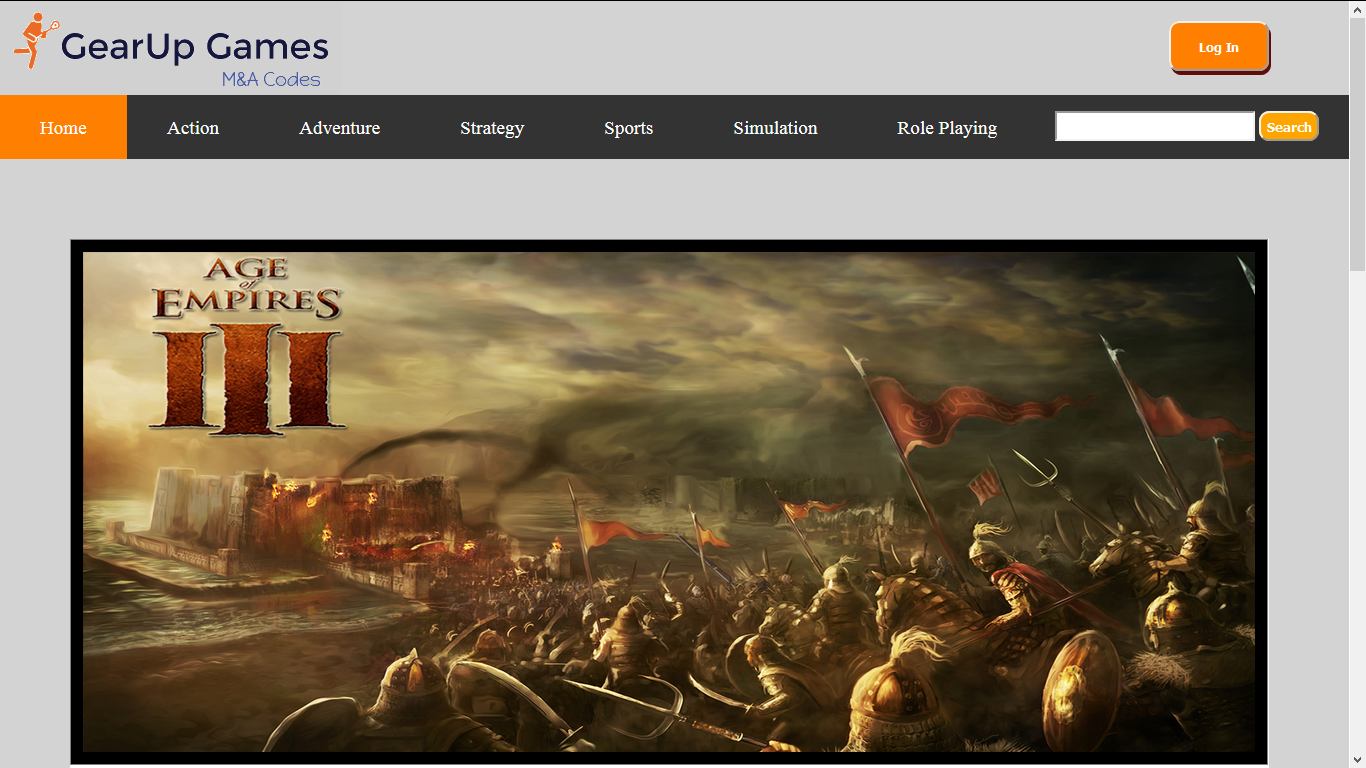 GearUp Games
M&A Codes
Log In
Home Action Adventure Strategy Sports Simulation Role Playing Search
AGE
of
EMPIRES
III